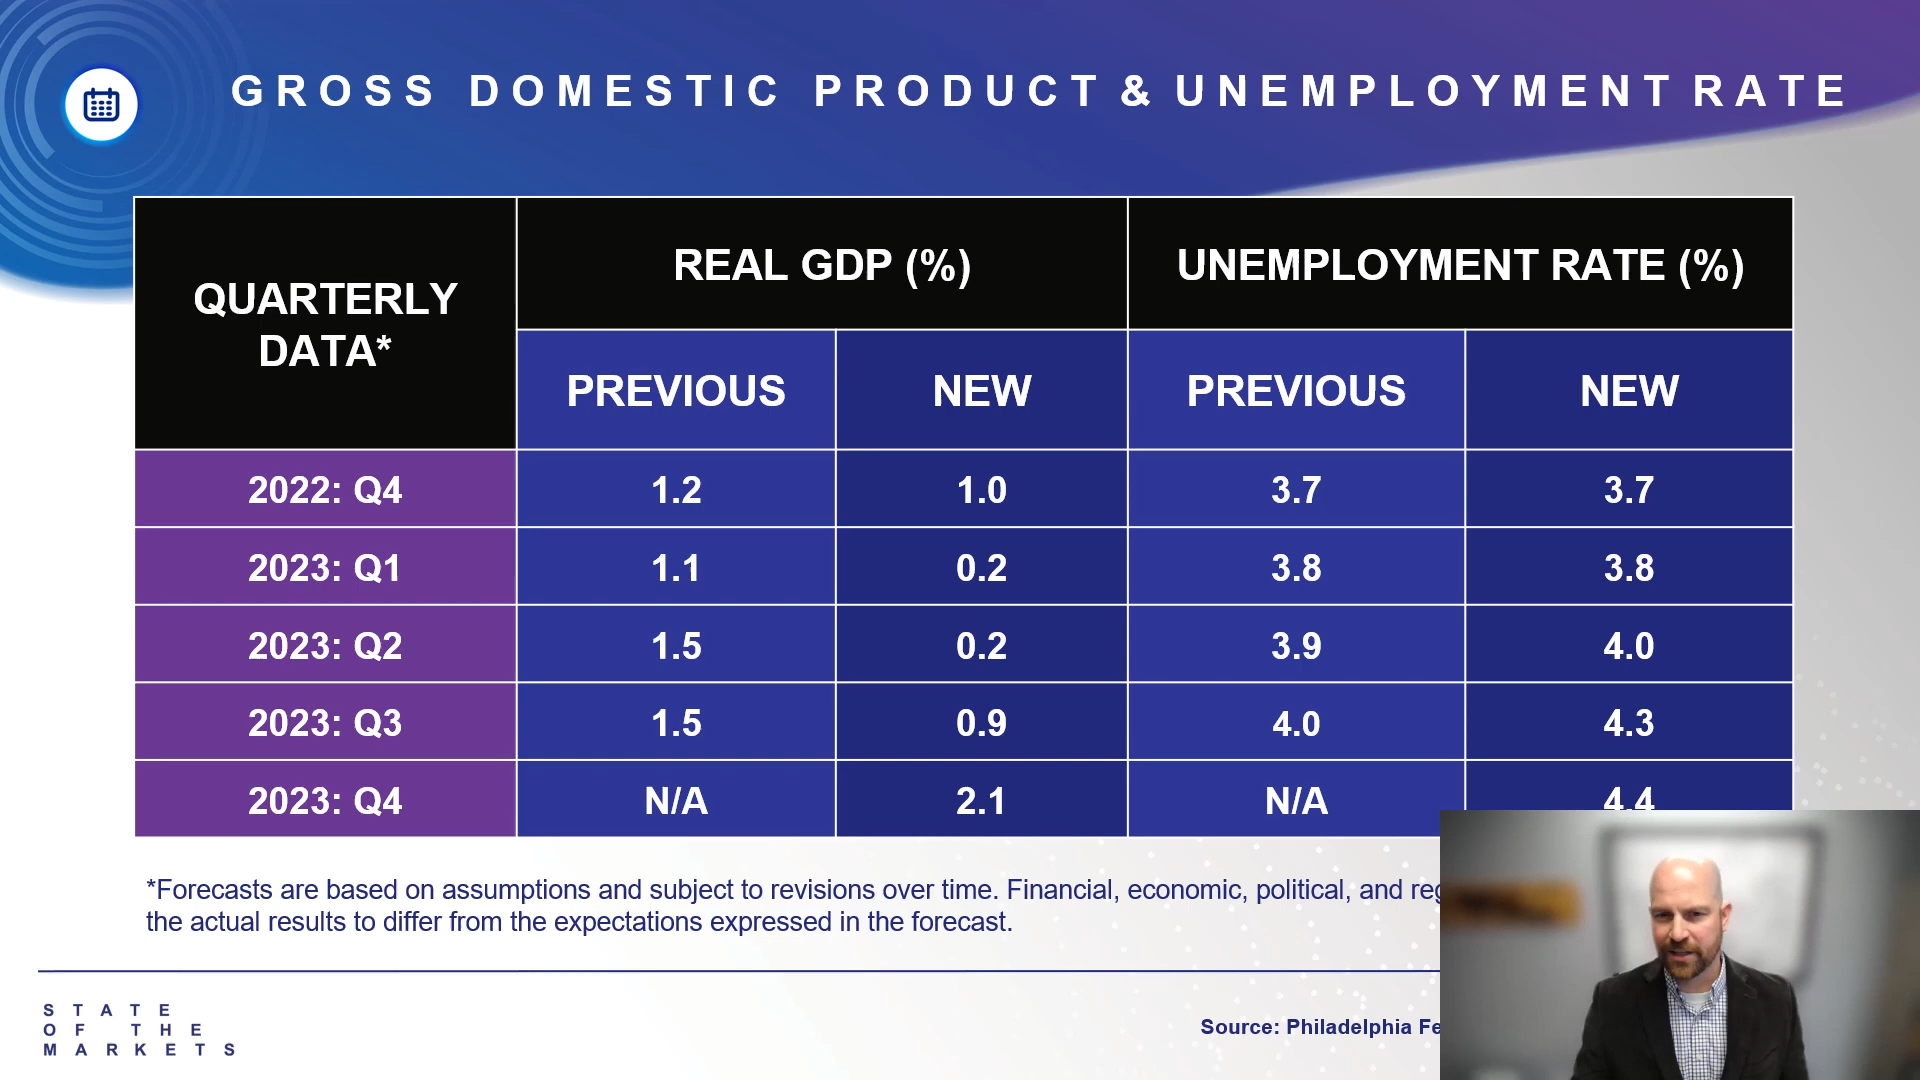 GROSS DOMESTIC PRODUCT & UNEMPLOYMENT RATE
QUARTERLY DATA*
REAL GDP (%)
UNEMPLOYMENT RATE (%)
PREVIOUS NEW PREVIOUS NEW
2022: Q4 1.2 1.0 3.7 3.7
2023: Q1 1.1 0.2 3.8 3.8
2023: Q2 1.5 0.2 3.9 4.0
2023: Q3 1.5 0.9 4.0 4.3
2023: Q4 N/A 2.1 N/A 4.4
*Forecasts are based on assumptions and subject to revisions over time. Financial, economic, political, and
the actual results to differ from the expectations expressed in the forecast.
STATE
OF THE
MARKETS
Source: Philadelphia